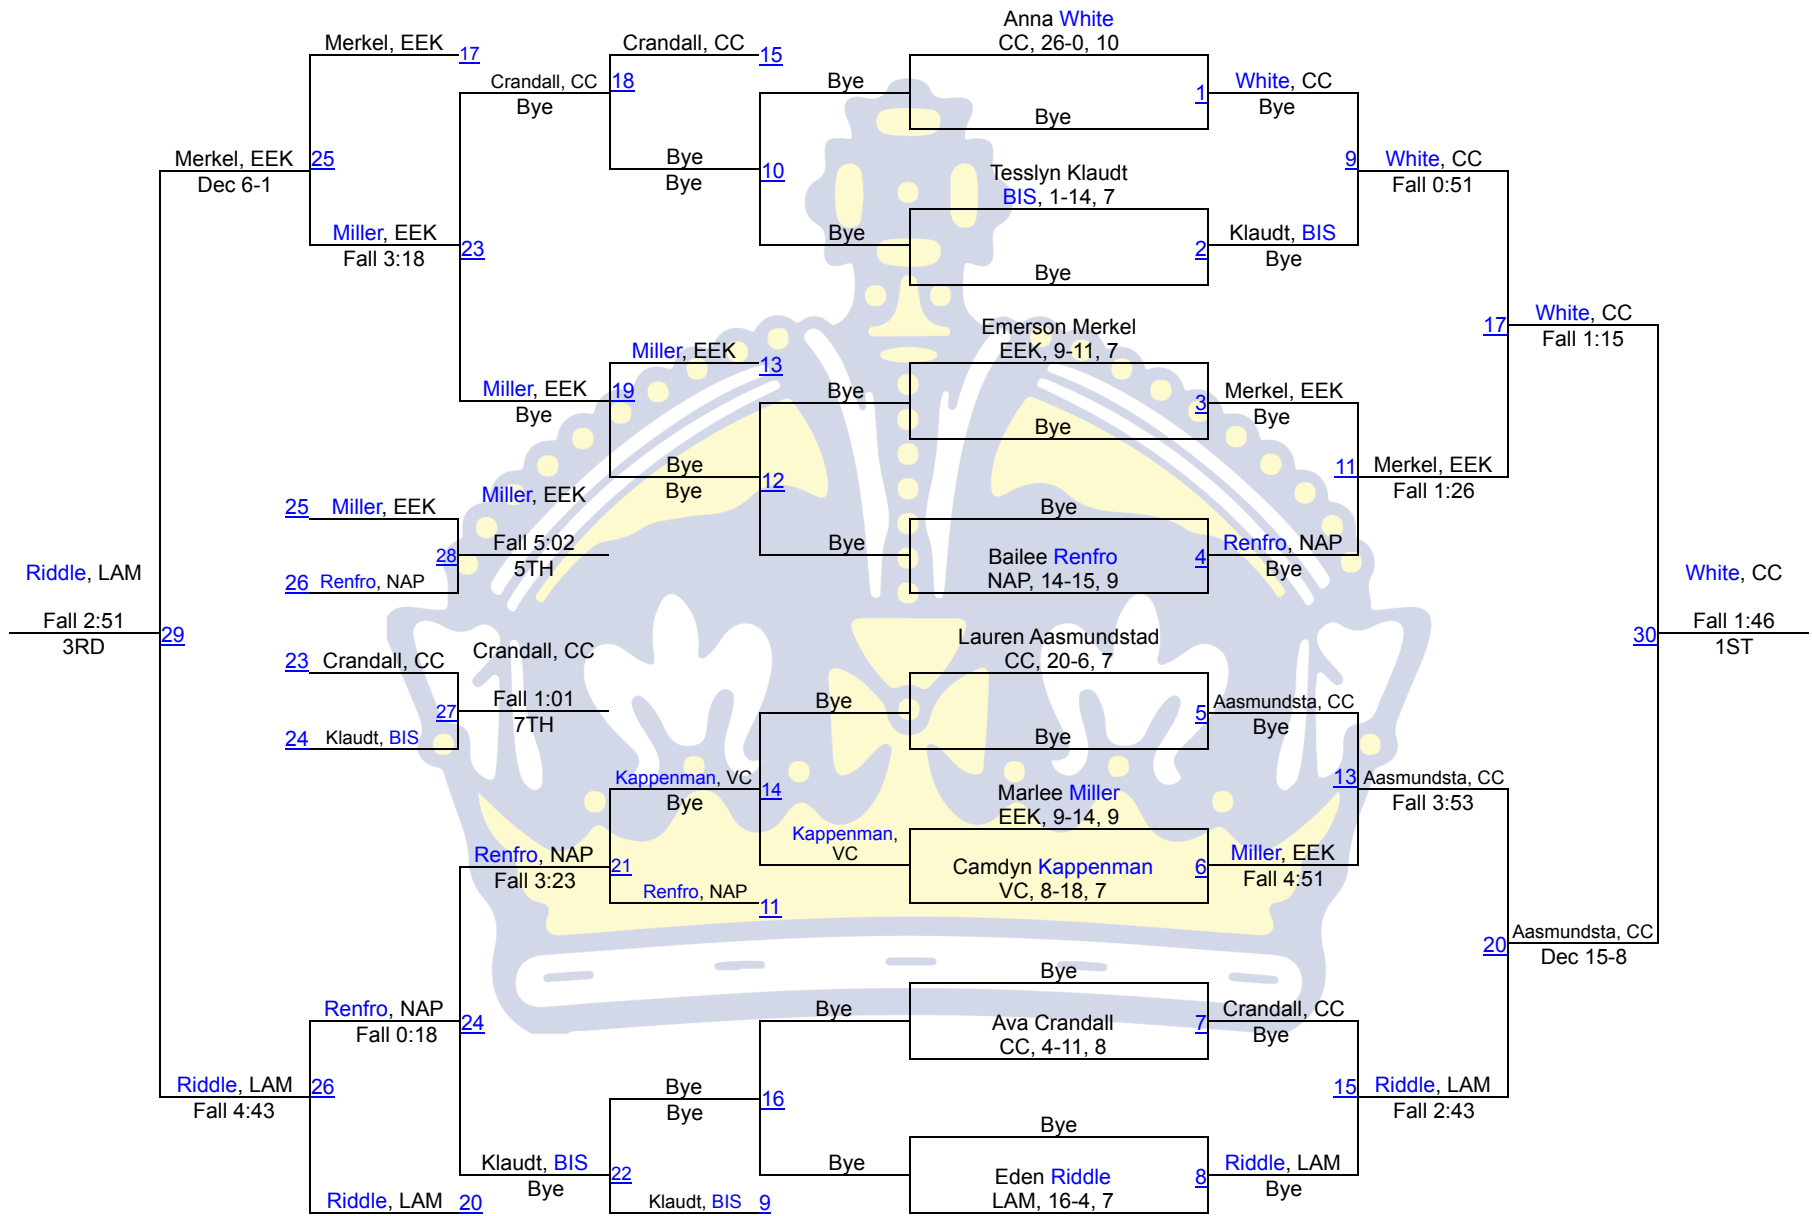 Anna White
CC, 26-0, 10
Merkel, EEK
17
Crandall, CC
15
Crandall, CC
18
Bye
Bye
1
White, CC
Bye
Bye
Merkel, EEK
25
Dec 6-1
Bye
10
Bye
Tesslyn Klaudt
BIS, 1-14, 7
9
White, CC
Fall 0:51
Miller, EEK
23
Fall 3:18
Bye
2
Klaudt, BIS
Bye
Bye
Emerson Merkel
EEK, 9-11, 7
17
White, CC
Fall 1:15
Miller, EEK
13
Miller, EEK
19
Bye
Bye
3
Merkel, EEK
Bye
Bye
Bye
12
Bye
11
Merkel, EEK
Fall 1:26
25
Miller, EEK
Miller, EEK
Bye
28
Fall 5:02
5TH
Bye
Bailee Renfro
NAP, 14-15, 9
4
Renfro, NAP
Bye
26
Renfro, NAP
Riddle, LAM
Fall 2:51
3RD
29
White, CC
Fall 1:46
1ST
30
Lauren Aasmundstad
CC, 20-6, 7
23
Crandall, CC
Crandall, CC
27
Fall 1:01
7TH
Bye
5
Aasmundsta, CC
Bye
Bye
24
Klaudt, BIS
Kappenman, VC
14
Bye
Marlee Miller
EEK, 9-14, 9
13
Aasmundsta, CC
Fall 3:53
Kappenman,
VC
Renfro, NAP
21
Fall 3:23
Camdyn Kappenman
VC, 8-18, 7
6
Miller, EEK
Fall 4:51
Renfro, NAP
11
20
Aasmundsta, CC
Dec 15-8
Bye
Renfro, NAP
24
Fall 0:18
Bye
Ava Crandall
CC, 4-11, 8
7
Crandall, CC
Bye
Riddle, LAM
26
Fall 4:43
Bye
16
Bye
15
Riddle, LAM
Fall 2:43
Bye
Klaudt, BIS
22
Bye
Bye
Eden Riddle
LAM, 16-4, 7
8
Riddle, LAM
Bye
Riddle, LAM
20
Klaudt, BIS
9